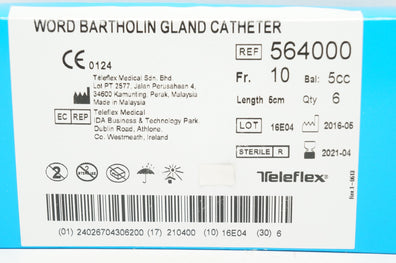 WORD BARTHOLIN GLAND CATHETER
CE 0124
Teleflex Medical Sdn. Bhd
Lot PT 2577, Jalan Perusahaan 4,
34600 Kamunting, Perak, Malaysia
Made in Malaysia
EC REP
Teleflex Medical
IDA Business & Technology Park
Dublin Road, Athlone,
Co. Westmeath, Ireland
REF 564000
Fr. 10 Bal: 5CC
Length 5cm Qty 6
LOT 16E04 2016-05
STERILE R 2021-04
2
Teleflex®
(01) 24026704306200 (17) 210400 (10) 16E04 (30) 6